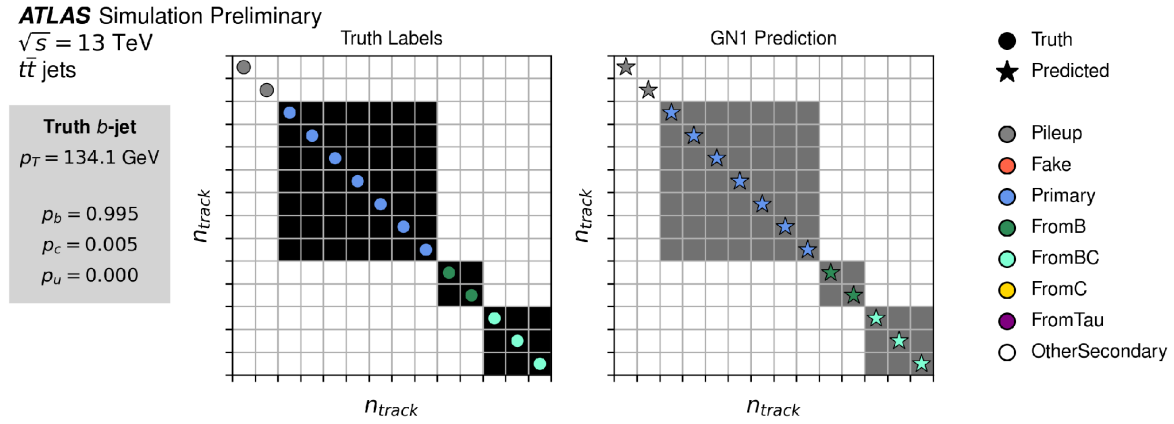 ATLAS Simulation Preliminary
√s = 13 TeV
tt̄ jets
Truth b-jet
p_T = 134.1 GeV
p_b = 0.995
p_c = 0.005
p_u = 0.000
Truth Labels
n_track
n_track
GN1 Prediction
n_track
n_track
Truth
Predicted
Pileup
Fake
Primary
FromB
FromBC
FromC
FromTau
OtherSecondary